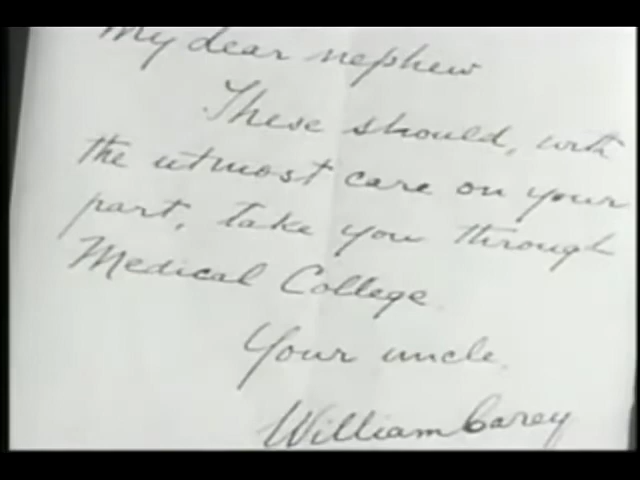 My dear nephew
These should, with
the utmost care on your
part, take you through
Medical College.
Your uncle.
William Carey